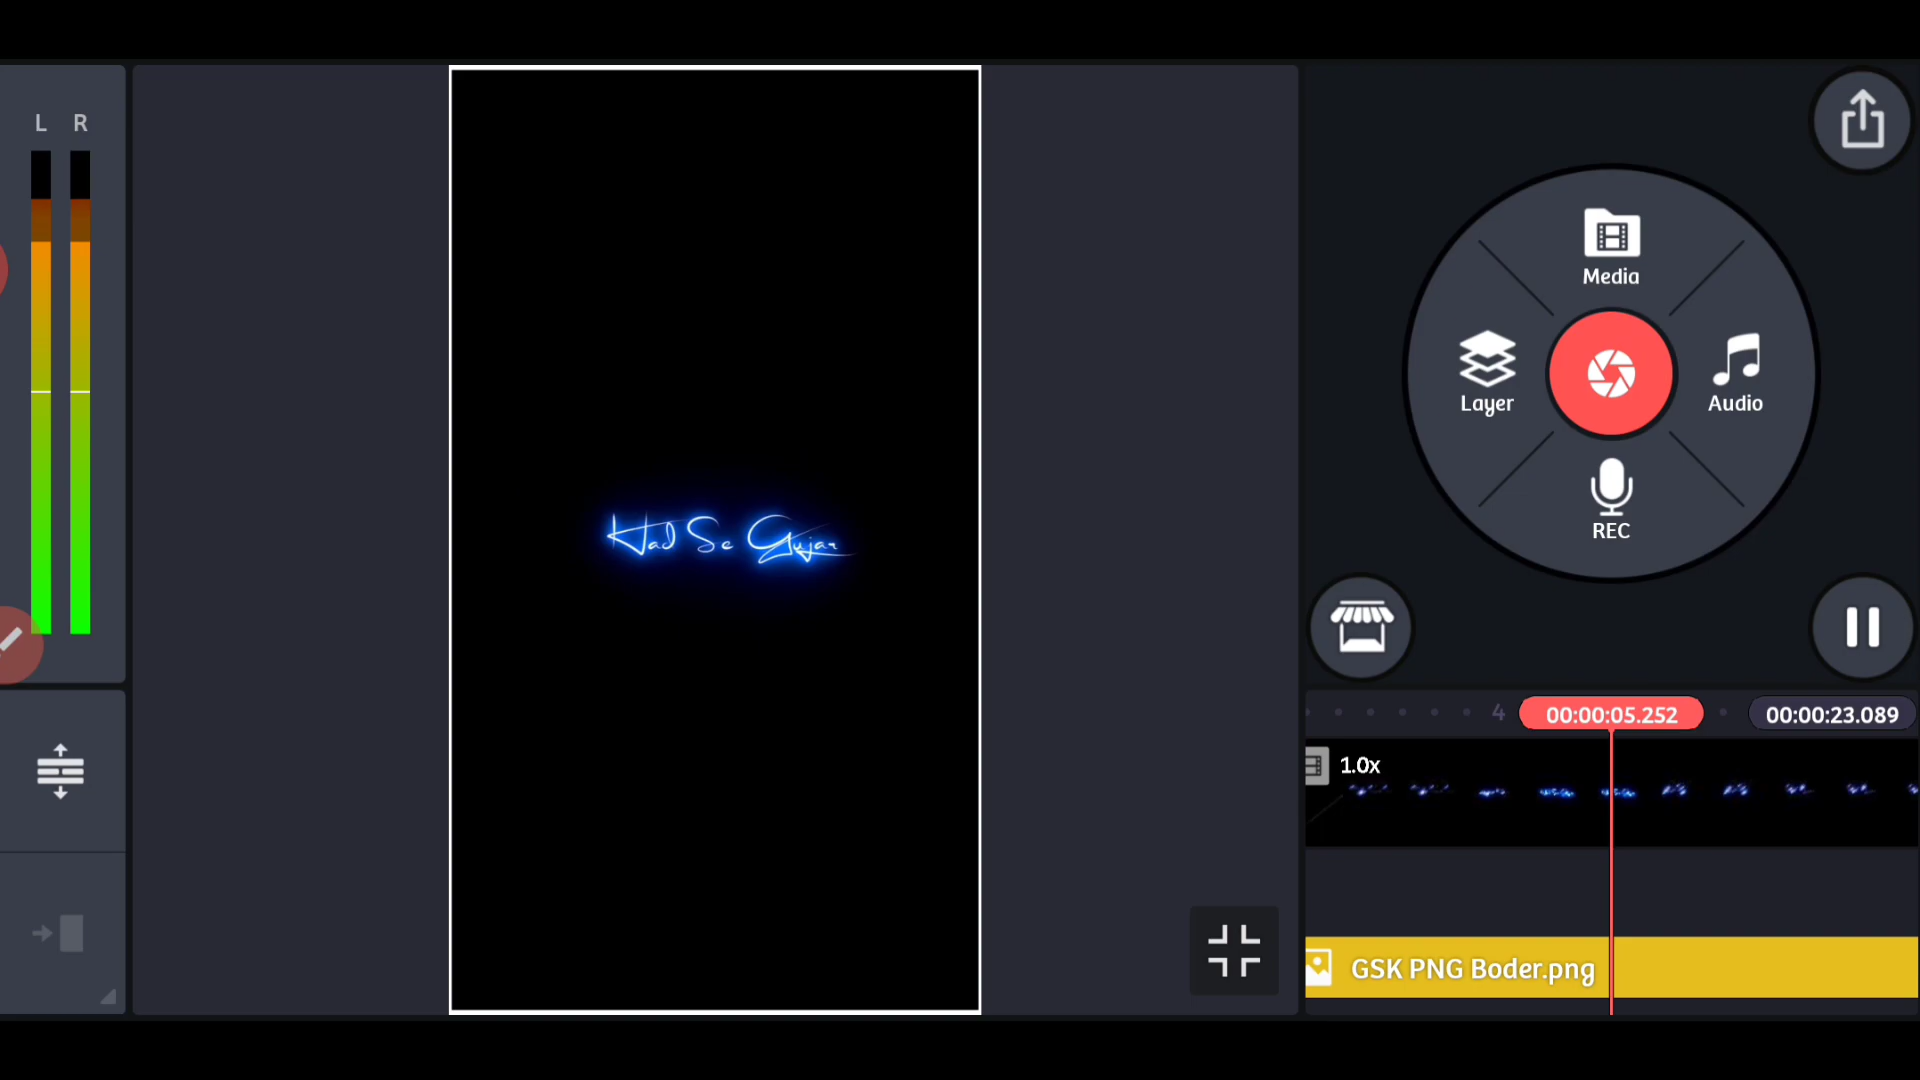 L R
Media
Layer
Audio
REC
Had Se Gujar
4
00:00:05.252
00:00:23.089
1.0x
GSK PNG Boder.png